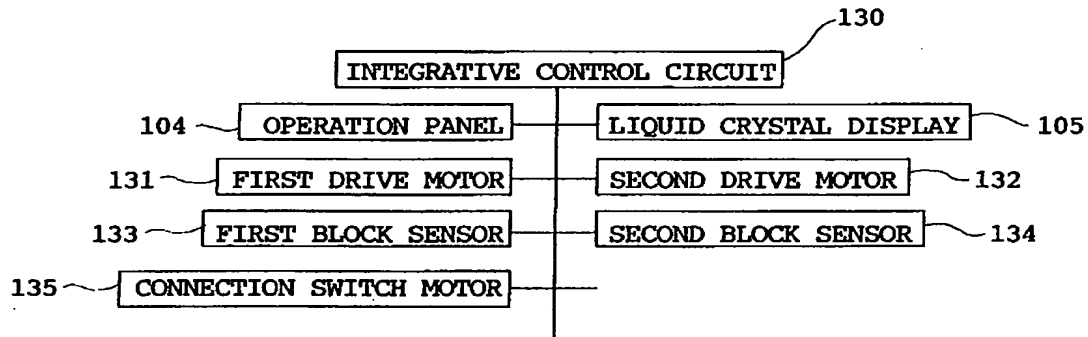 130
INTEGRATIVE CONTROL CIRCUIT
104 OPERATION PANEL LIQUID CRYSTAL DISPLAY 105
131 FIRST DRIVE MOTOR SECOND DRIVE MOTOR 132
133 FIRST BLOCK SENSOR SECOND BLOCK SENSOR 134
135 CONNECTION SWITCH MOTOR